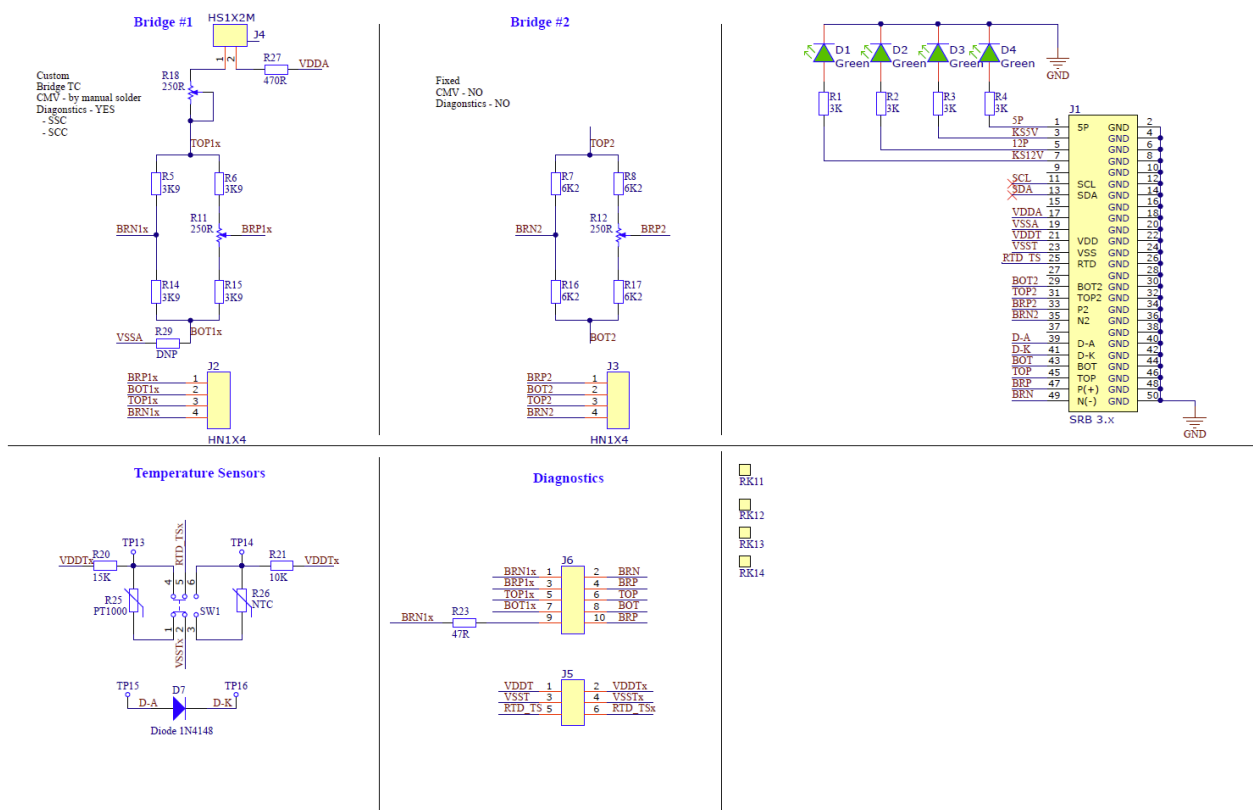 Bridge #1
HS1X2M
J4
1
2
R27
470R
VDDA
Custom
Bridge TC
CMV - by manual solder
Diagonstics - YES
- SSC
- SCC
R18
250R
TOP1x
R5
3K9
R6
3K9
R11
250R
BRN1x
BRP1x
R14
3K9
R15
3K9
VSSA
R29
DNP
BOT1x
J2
BRP1x 1
BOT1x 2
TOP1x 3
BRN1x 4
HN1X4
Bridge #2
Fixed
CMV - NO
Diagonstics - NO
TOP2
R7
6K2
R8
6K2
R12
250R
BRN2
BRP2
R16
6K2
R17
6K2
BOT2
J3
BRP2 1
BOT2 2
TOP2 3
BRN2 4
HN1X4
D1
Green
D2
Green
D3
Green
D4
Green
GND
R1
3K
R2
3K
R3
3K
R4
3K
J1
5P 1 5P GND 2
KS5V 3 GND 4
12P 5 GND 6
KS12V 7 GND 8
9 GND 10
SCL 11 SCL GND 12
SDA 13 SDA GND 14
15 GND 16
VDDA 17 GND 18
VSSA 19 GND 20
VDDT 21 VDD GND 22
VSST 23 VSS GND 24
RTD_TS 25 RTD GND 26
27 GND 28
BOT2 29 BOT2 GND 30
TOP2 31 TOP2 GND 32
BRP2 33 P2 GND 34
BRN2 35 N2 GND 36
37 GND 38
D-A 39 D-A GND 40
D-K 41 D-K GND 42
BOT 43 BOT GND 44
TOP 45 TOP GND 46
BRP 47 P(+) GND 48
BRN 49 N(-) GND 50
SRB 3.x
GND
Temperature Sensors
TP13
RTD_TSx
TP14
VDDTx
R20
15K
R21
10K
VDDTx
4
5
6
R25
PT1000
SW1
R26
NTC
1
2
3
VSSTx
TP15
D7
TP16
D-A
D-K
Diode 1N4148
Diagnostics
J6
BRN1x 1 2 BRN
BRP1x 3 4 BRP
TOP1x 5 6 TOP
BOT1x 7 8 BOT
9 10 BRP
BRN1x
R23
47R
J5
VDDT 1 2 VDDTx
VSST 3 4 VSSTx
RTD_TS 5 6 RTD_TSx
RK11
RK12
RK13
RK14